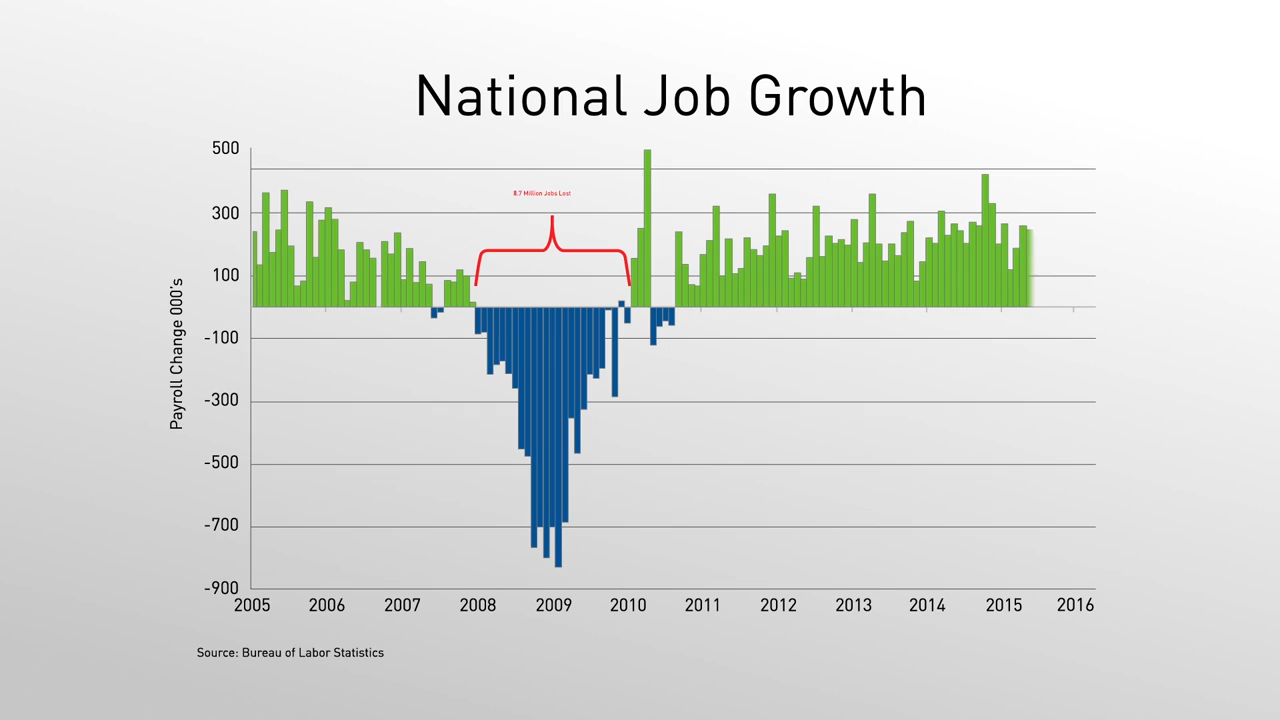 National Job Growth
500
8.7 Million Jobs Lost
300
100
-100
-300
-500
-700
-900
Payroll Change 000's
2005 2006 2007 2008 2009 2010 2011 2012 2013 2014 2015 2016
Source: Bureau of Labor Statistics